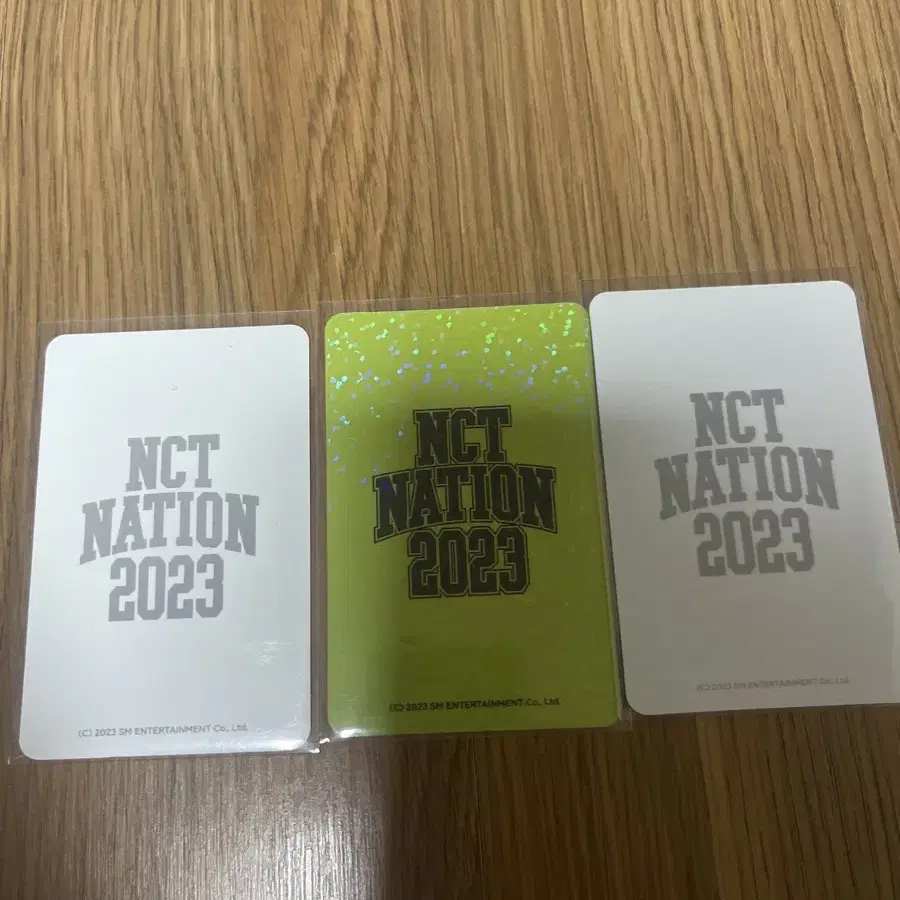 NCT
NATION
2023
(C) 2023 SM ENTERTAINMENT Co., Ltd.
NCT
NATION
2023
(C) 2023 SM ENTERTAINMENT Co., Ltd.
NCT
NATION
2023
(C) 2023 SM ENTERTAINMENT Co., Ltd.